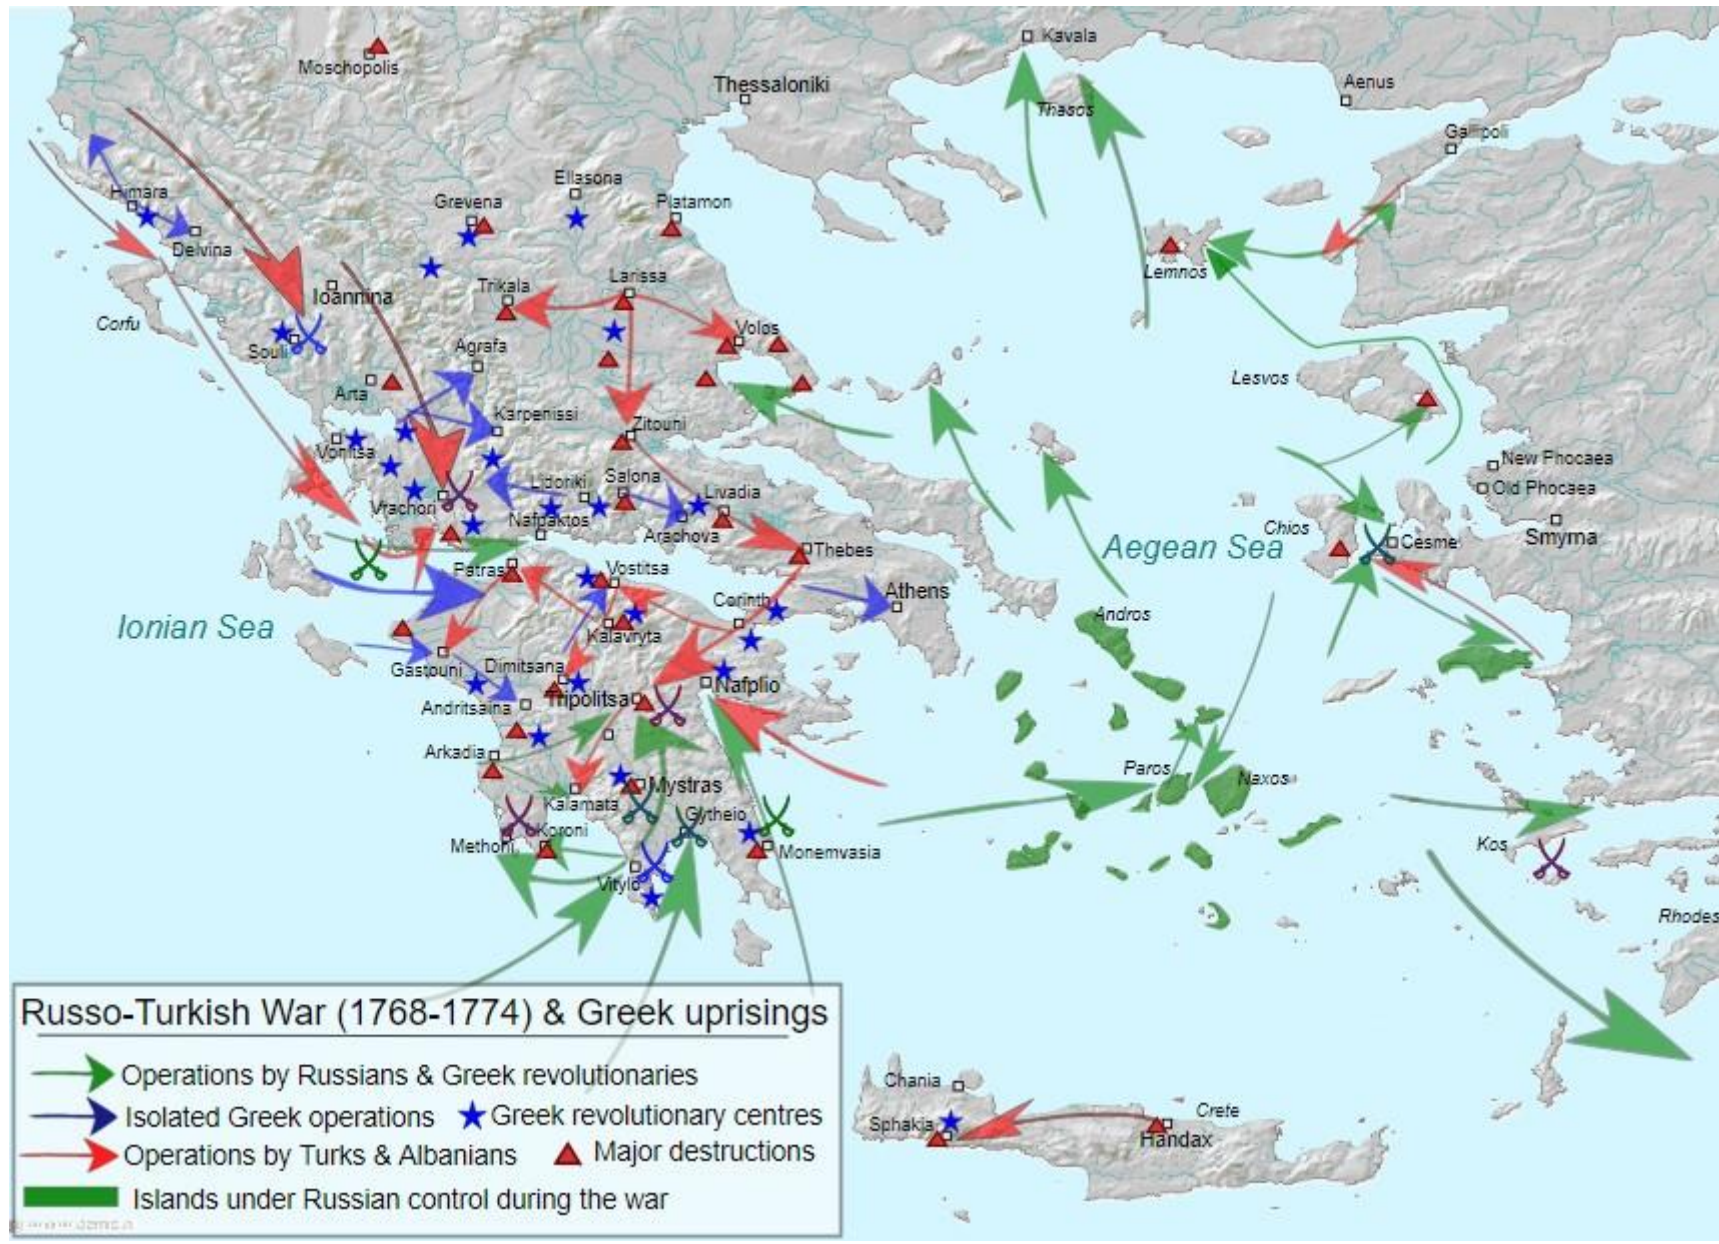 Kavala
Moschopolis
Thessaloniki
Aenus
Thasos
Gallipoli
Ellasona
Himara
Grevena
Platamon
Delvina
Lemnos
Larissa
Trikala
Ioannina
Corfu
Volos
Souli
Agrafa
Lesvos
Arta
Karpenissi
Zitouni
Vonitsa
New Phocaea
Salona
Lidoriki
Old Phocaea
Livadia
Vrachori
Nafpaktos
Chios
Arachova
Smyrna
Cesme
Aegean Sea
Thebes
Patras
Vostitsa
Athens
Corinth
Andros
Ionian Sea
Kalavryta
Gastouni
Dimitsana
Nafplio
Tripolitsa
Andritsaina
Arkadia
Paros
Naxos
Mystras
Kalamata
Gytheio
Koroni
Methoni
Monemvasia
Kos
Vitylo
Rhodes
Russo-Turkish War (1768-1774) & Greek uprisings
Operations by Russians & Greek revolutionaries
Isolated Greek operations
Greek revolutionary centres
Operations by Turks & Albanians
Major destructions
Islands under Russian control during the war
Chania
Crete
Sphakia
Handax